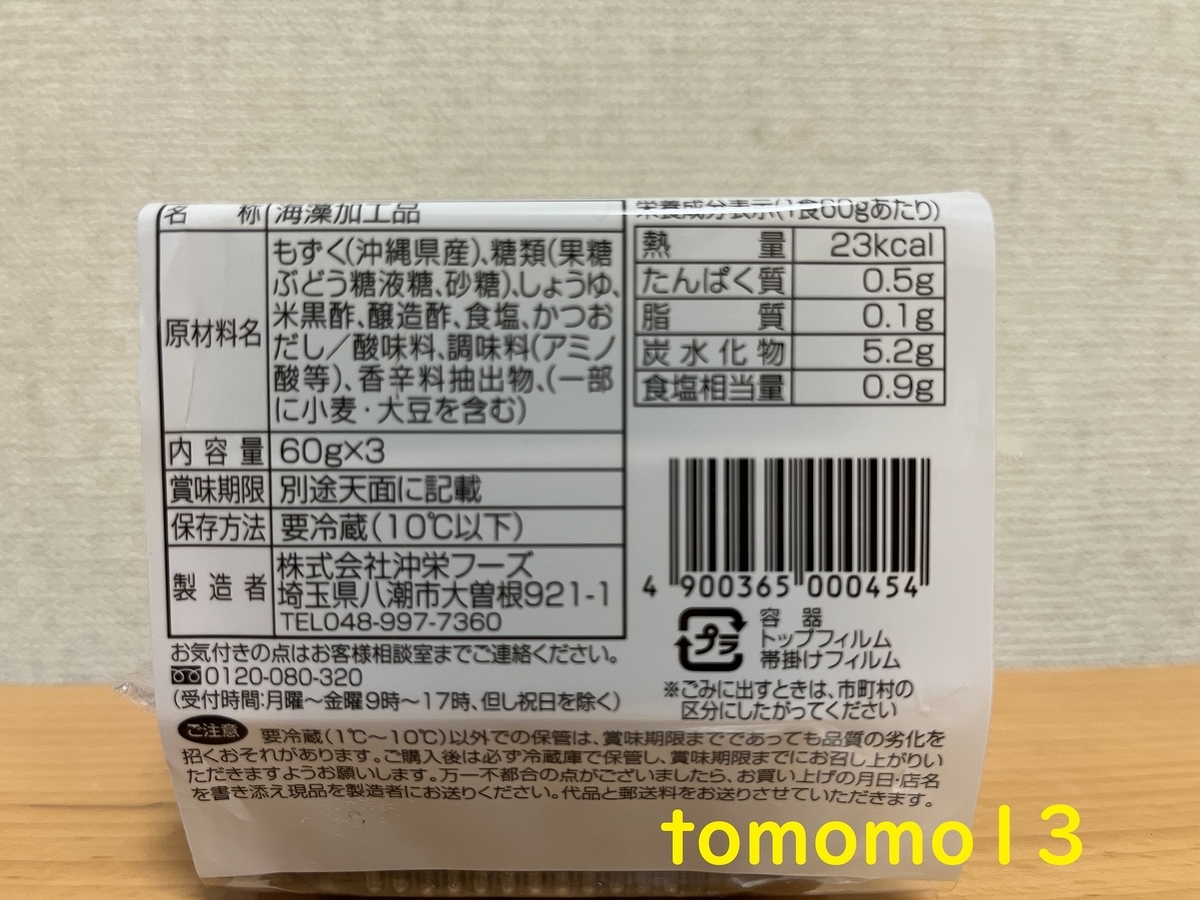 名称 海藻加工品
原材料名 もずく(沖縄県産)、糖類(果糖
ぶどう糖液糖、砂糖)、しょうゆ、
米黒酢、醸造酢、食塩、かつお
だし／酸味料、調味料(アミノ
酸等)、香辛料抽出物、(一部
に小麦・大豆を含む)
内容量 60g×3
賞味期限 別途天面に記載
保存方法 要冷蔵(10℃以下)
製造者 株式会社沖栄フーズ
埼玉県八潮市大曽根921-1
TEL048-997-7360
お気付きの点はお客様相談室までご連絡ください。
0120-080-320
(受付時間:月曜～金曜9時～17時、但し祝日を除く)
栄養成分表示(1食60gあたり)
熱量 23kcal
たんぱく質 0.5g
脂質 0.1g
炭水化物 5.2g
食塩相当量 0.9g
4 900365 000454
プラ
容器
トップフィルム
帯掛けフィルム
※ごみに出すときは、市町村の
区分にしたがってください
ご注意 要冷蔵(1℃～10℃)以外での保管は、賞味期限まででであっても品質の劣化を
招くおそれがあります。ご購入後は必ず冷蔵庫で保管し、賞味期限までにお召し上がりい
ただきますようお願いします。万一不都合の点がございましたら、お買い上げの月日・店名
を書き添え現品を製造者にお送りください。代品と郵送料をお送りさせていただきます。
tomomo13